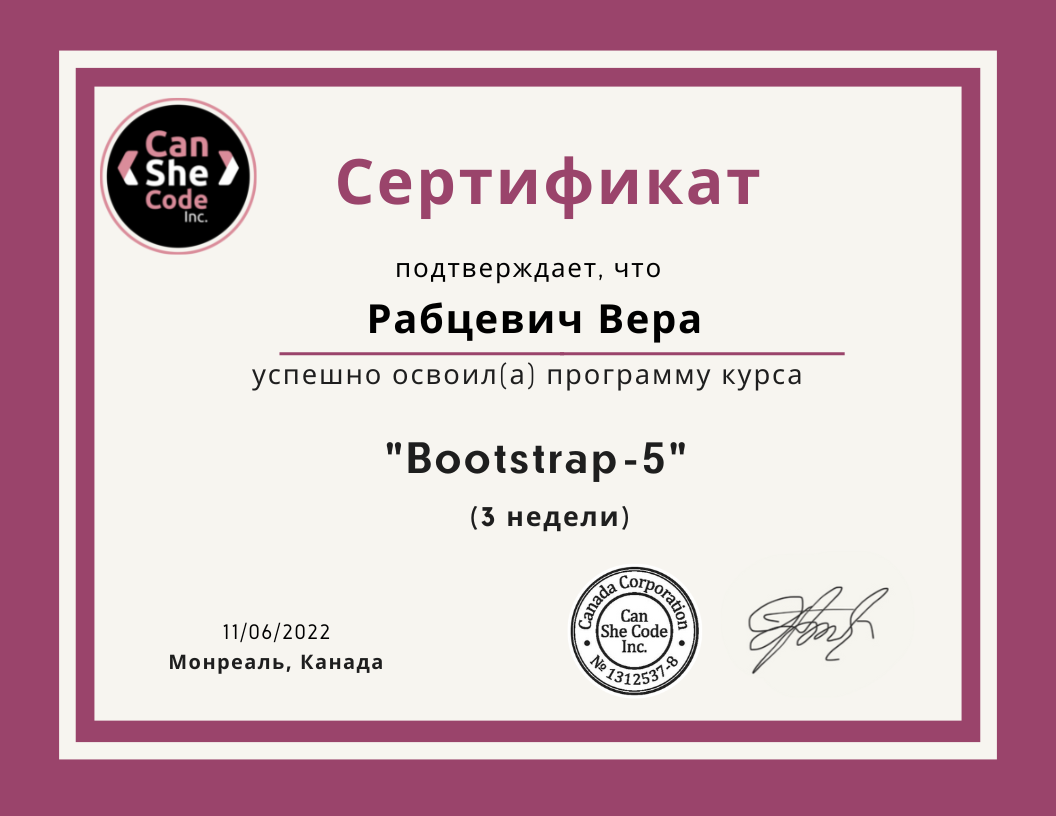 Can
She
Code
Inc.
Сертификат
подтверждает, что
Рабцевич Вера
успешно освоил(а) программу курса
"Bootstrap-5"
(3 недели)
11/06/2022
Монреаль, Канада
Canada Corporation
Can
She Code
Inc.
№ 1312537-8